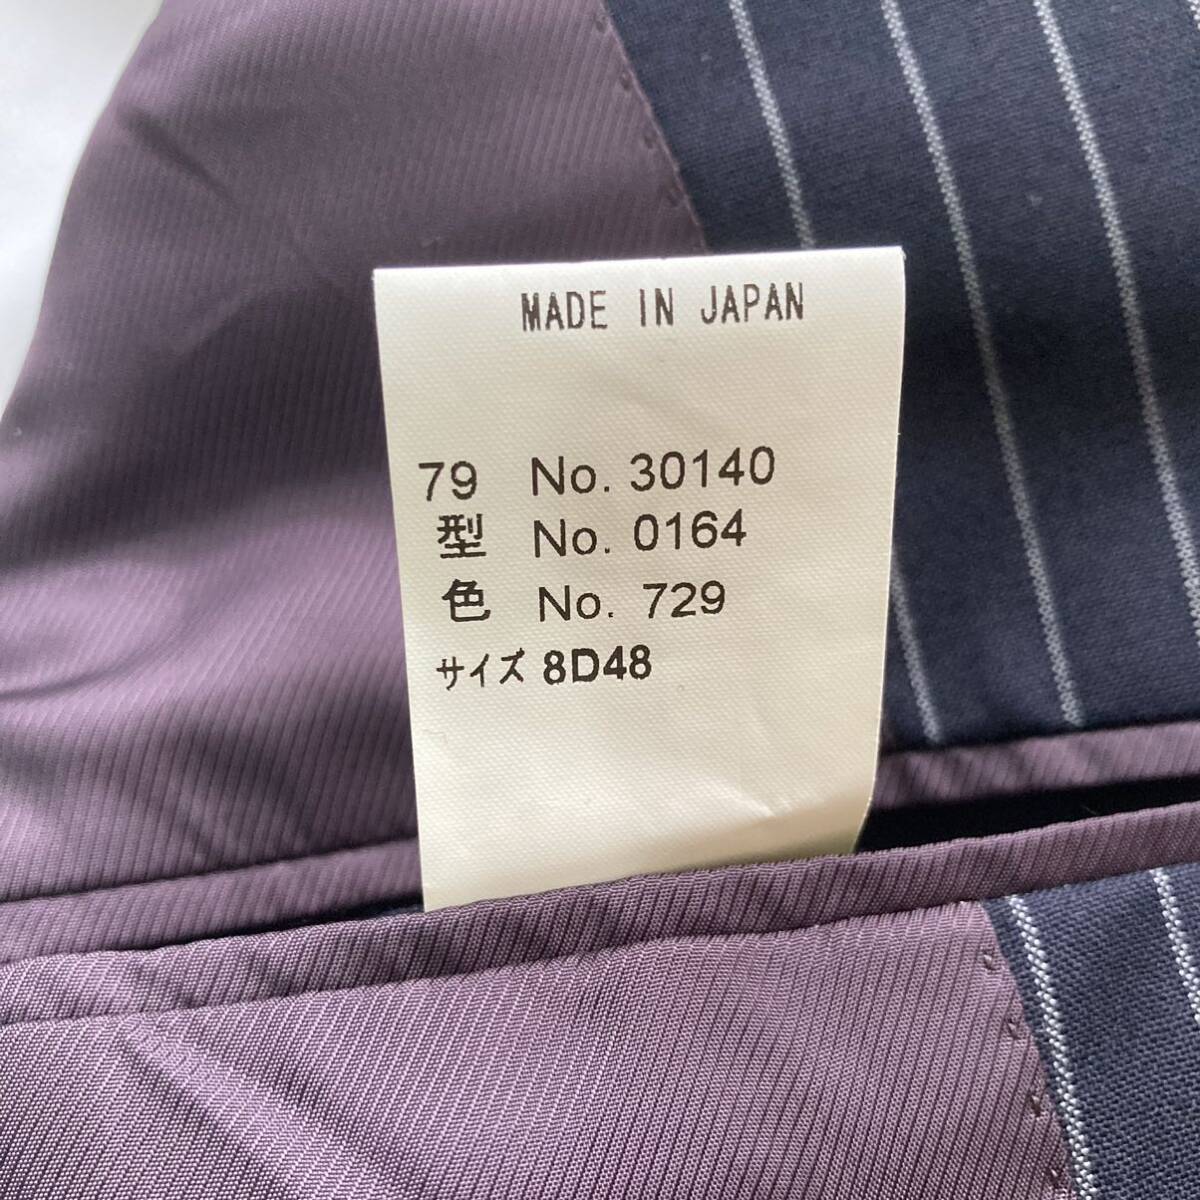 MADE IN JAPAN
79 No. 30140
型 No. 0164
色 No. 729
サイズ 8D48